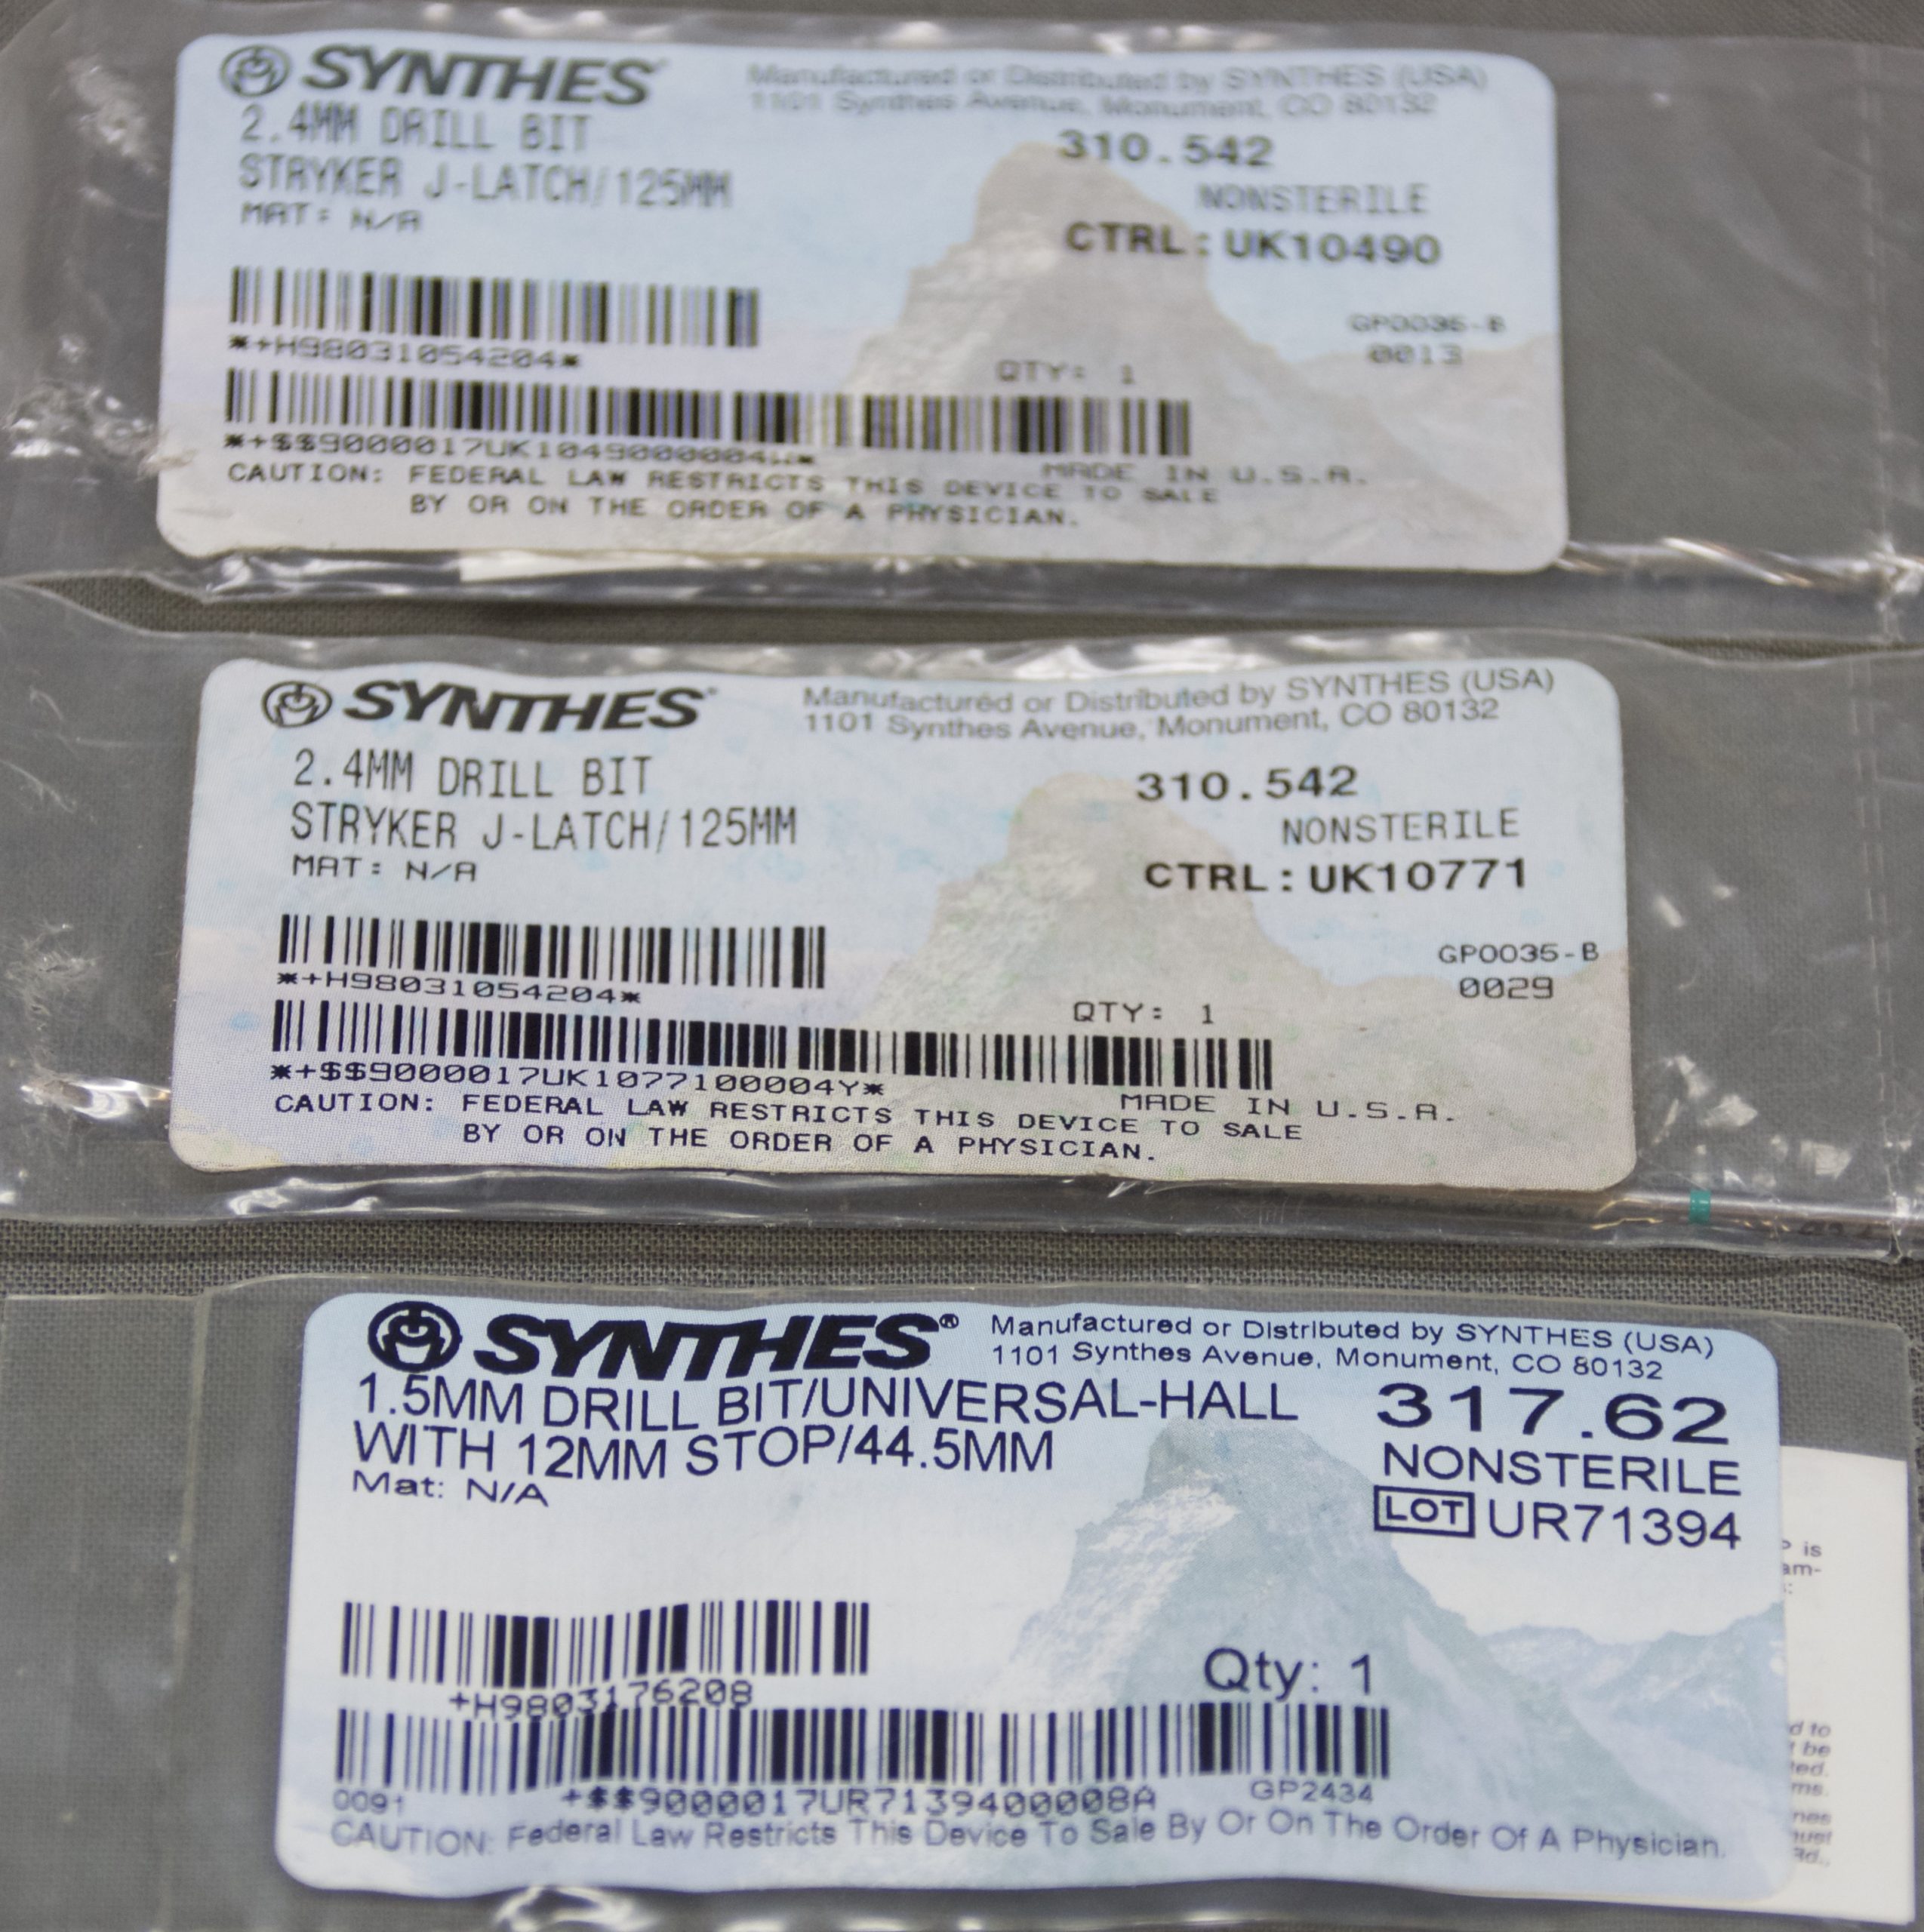 SYNTHES
Manufactured or Distributed by SYNTHES (USA)
1101 Synthes Avenue, Monument, CO 80132
2.4MM DRILL BIT
310.542
STRYKER J-LATCH/125MM
NONSTERILE
MAT: N/A
CTRL: UK10490
GP0035-B
0013
*+H98031054204*
QTY: 1
MADE IN U.S.A.
CAUTION: FEDERAL LAW RESTRICTS THIS DEVICE TO SALE
BY OR ON THE ORDER OF A PHYSICIAN.
SYNTHES®
Manufactured or Distributed by SYNTHES (USA)
1101 Synthes Avenue, Monument, CO 80132
2.4MM DRILL BIT
310.542
STRYKER J-LATCH/125MM
NONSTERILE
MAT: N/A
CTRL: UK10771
GP0035-B
0029
*+H98031054204*
QTY: 1
*+$$9000017UK1077100004Y*
MADE IN U.S.A.
CAUTION: FEDERAL LAW RESTRICTS THIS DEVICE TO SALE
BY OR ON THE ORDER OF A PHYSICIAN.
SYNTHES®
Manufactured or Distributed by SYNTHES (USA)
1101 Synthes Avenue, Monument, CO 80132
1.5MM DRILL BIT/UNIVERSAL-HALL
317.62
WITH 12MM STOP/44.5MM
NONSTERILE
Mat: N/A
LOT UR71394
Qty: 1
+H9803176208
0091
+$$9000017UR7139400008A
GP2434
CAUTION: Federal Law Restricts This Device To Sale By Or On The Order Of A Physician.